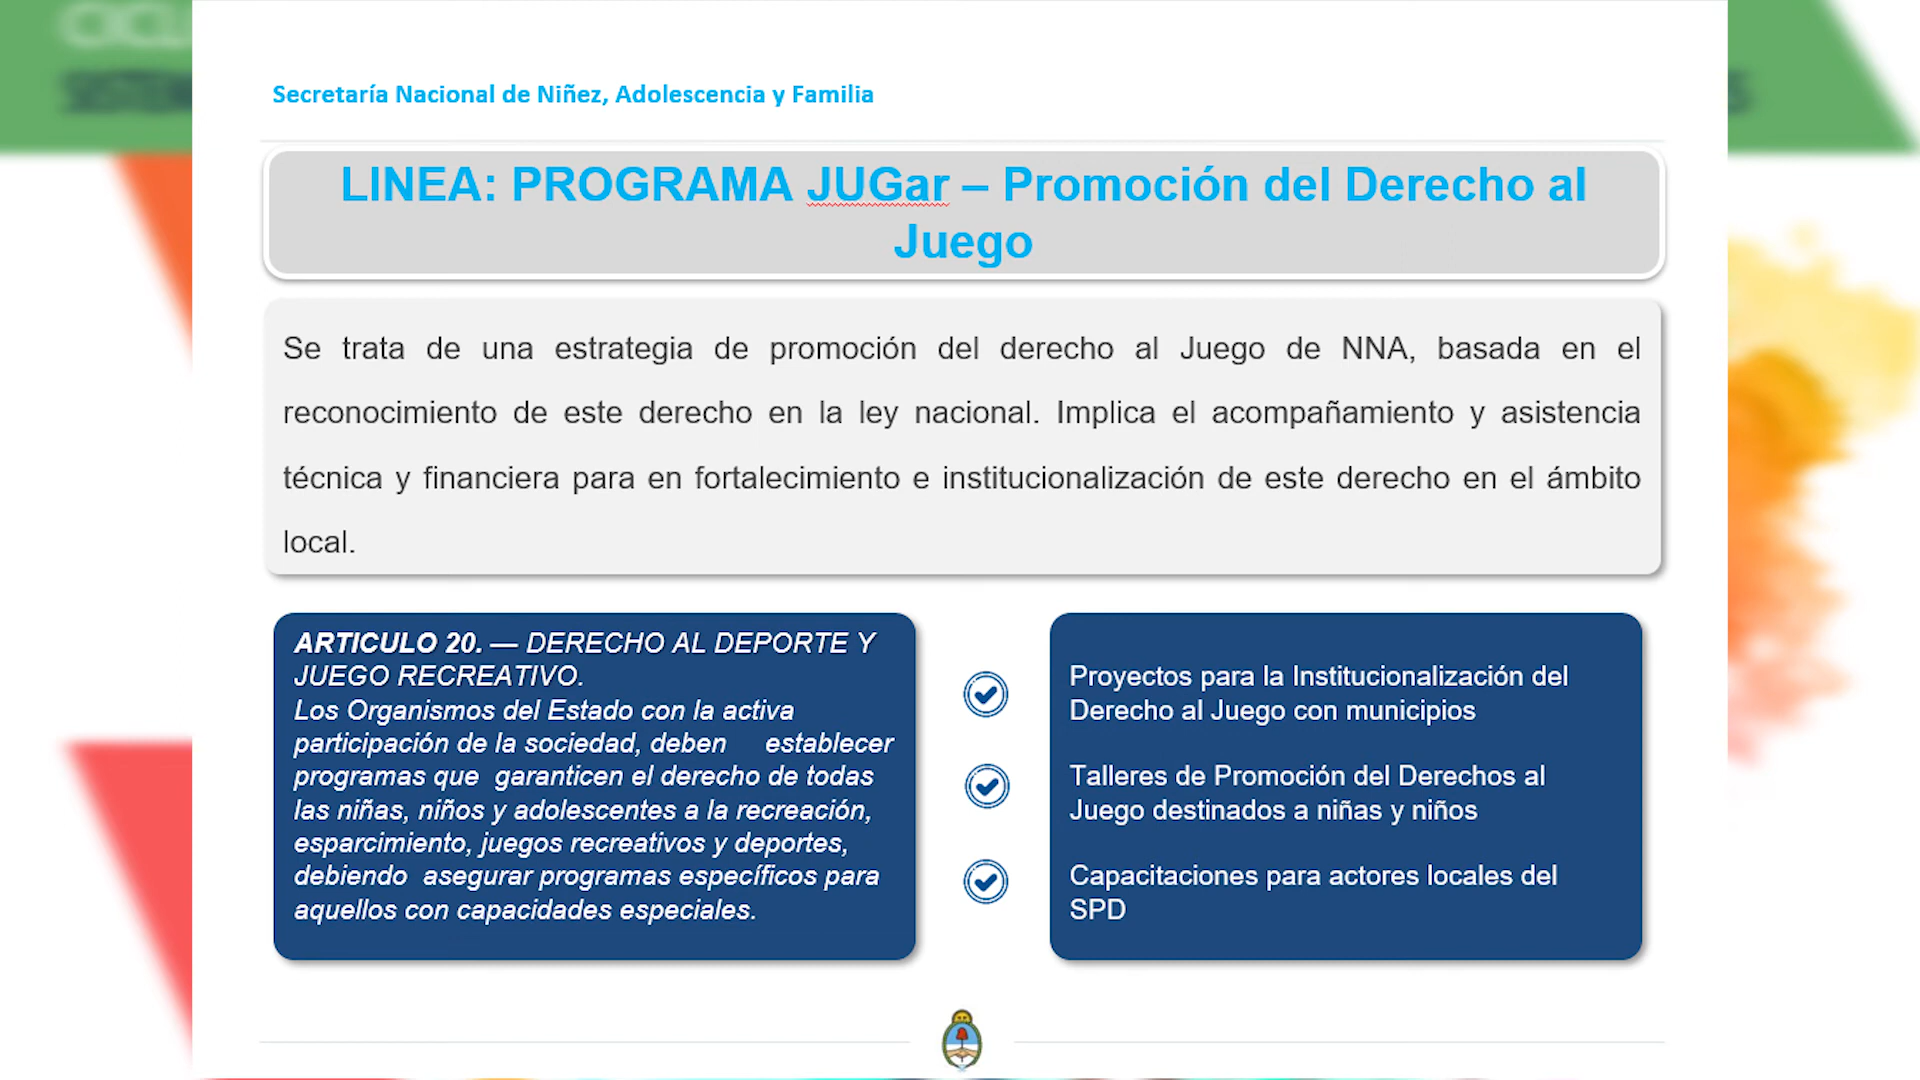 CICL
SISTEM
S
Secretaría Nacional de Niñez, Adolescencia y Familia
LINEA: PROGRAMA JUGar – Promoción del Derecho al
Juego
Se trata de una estrategia de promoción del derecho al Juego de NNA, basada en el
reconocimiento de este derecho en la ley nacional. Implica el acompañamiento y asistencia
técnica y financiera para en fortalecimiento e institucionalización de este derecho en el ámbito
local.
ARTICULO 20. — DERECHO AL DEPORTE Y
JUEGO RECREATIVO.
Los Organismos del Estado con la activa
participación de la sociedad, deben establecer
programas que garanticen el derecho de todas
las niñas, niños y adolescentes a la recreación,
esparcimiento, juegos recreativos y deportes,
debiendo asegurar programas específicos para
aquellos con capacidades especiales.
Proyectos para la Institucionalización del
Derecho al Juego con municipios
Talleres de Promoción del Derechos al
Juego destinados a niñas y niños
Capacitaciones para actores locales del
SPD